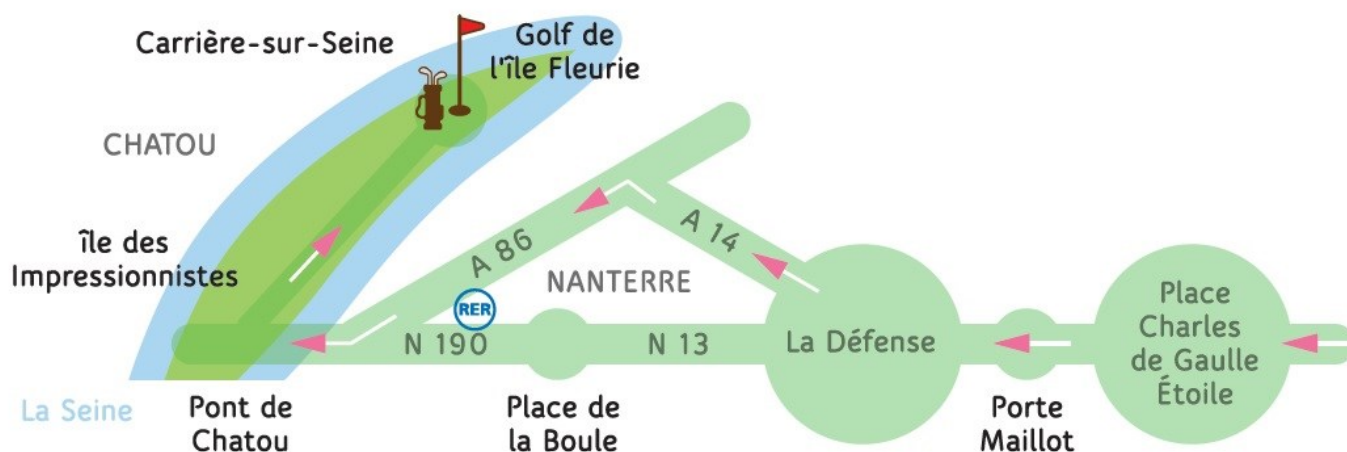 Carrière-sur-Seine
Golf de
l'île Fleurie
CHATOU
île des
Impressionnistes
A 86
A 14
NANTERRE
RER
N 190
N 13
La Défense
Place
Charles
de Gaulle
Étoile
La Seine
Pont de
Chatou
Place de
la Boule
Porte
Maillot